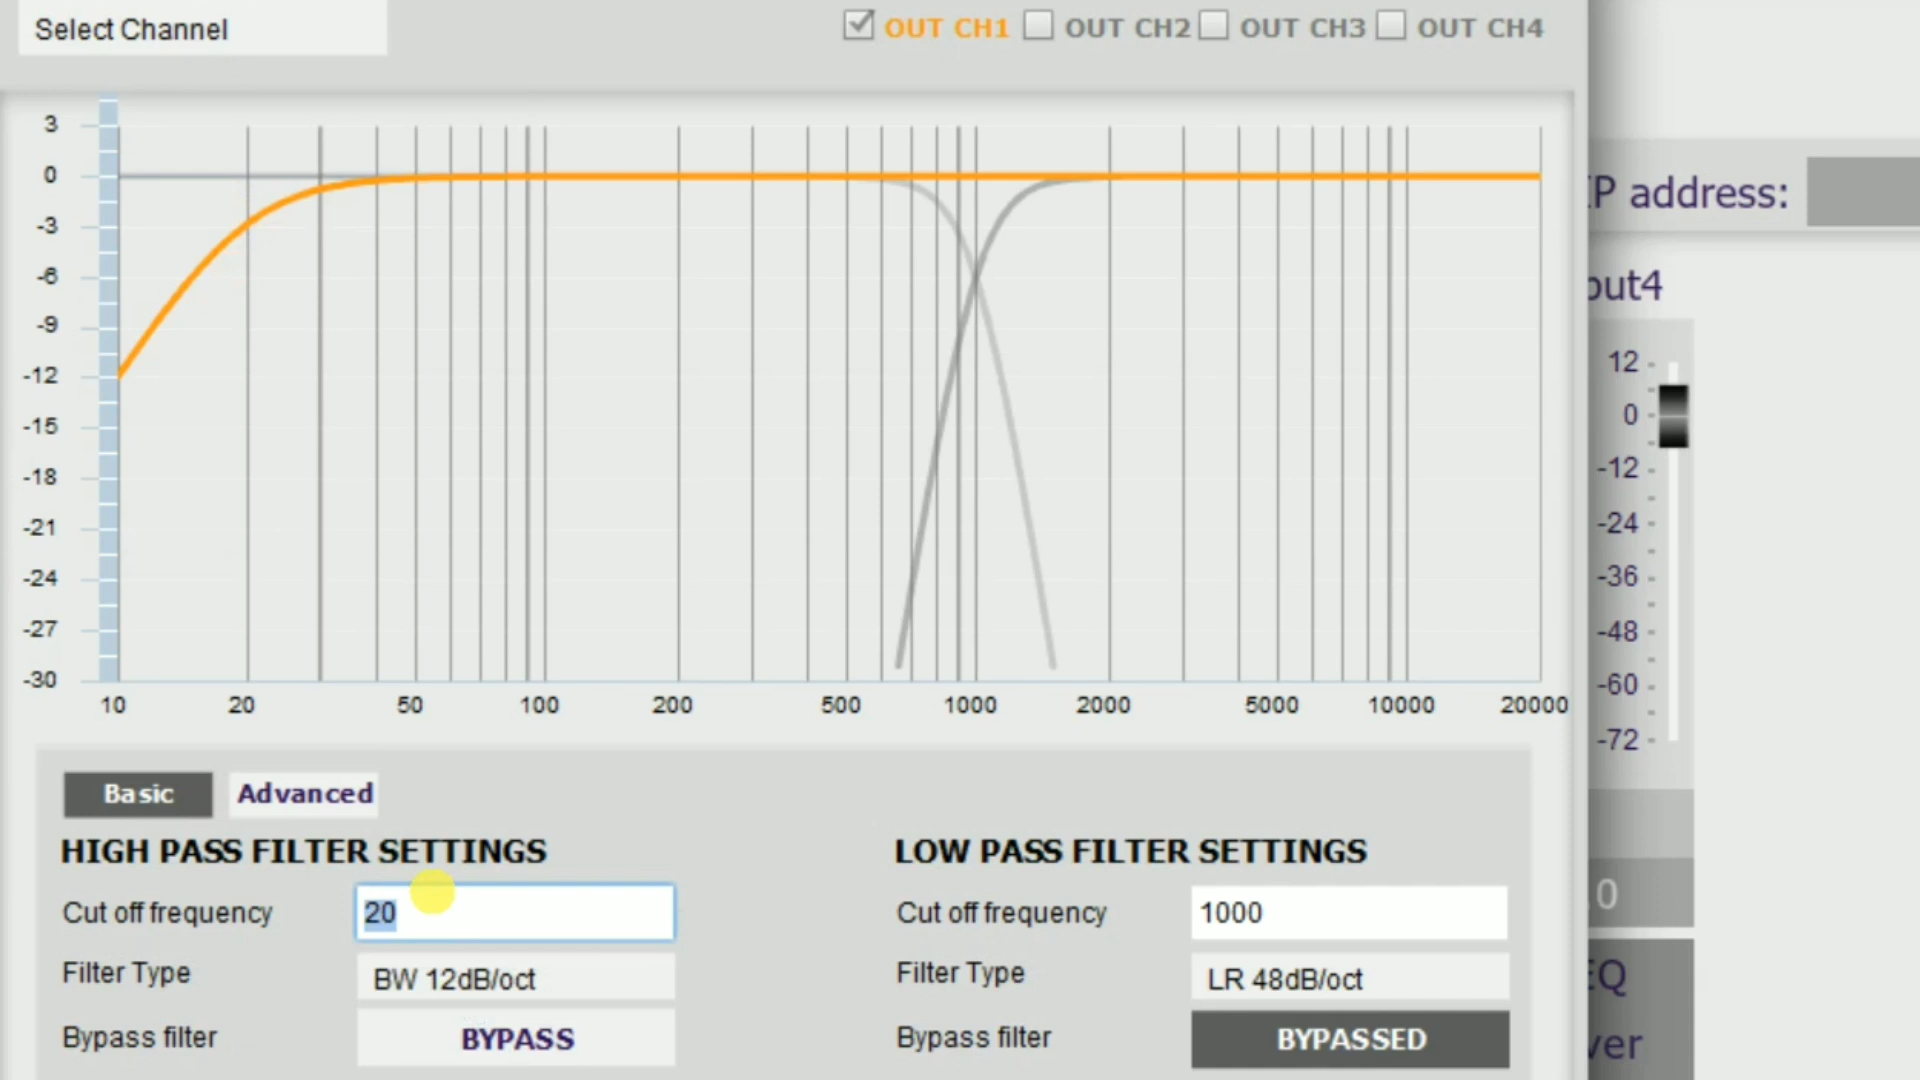 Select Channel
OUT CH1 OUT CH2 OUT CH3 OUT CH4
3
0
-3
-6
-9
-12
-15
-18
-21
-24
-27
-30
10 20 50 100 200 500 1000 2000 5000 10000 20000
Basic Advanced
HIGH PASS FILTER SETTINGS
Cut off frequency 20
Filter Type BW 12dB/oct
Bypass filter BYPASS
LOW PASS FILTER SETTINGS
Cut off frequency 1000
Filter Type LR 48dB/oct
Bypass filter BYPASSED
IP address:
put4
12
0
-12
-24
-36
-48
-60
-72
0
EQ
ver